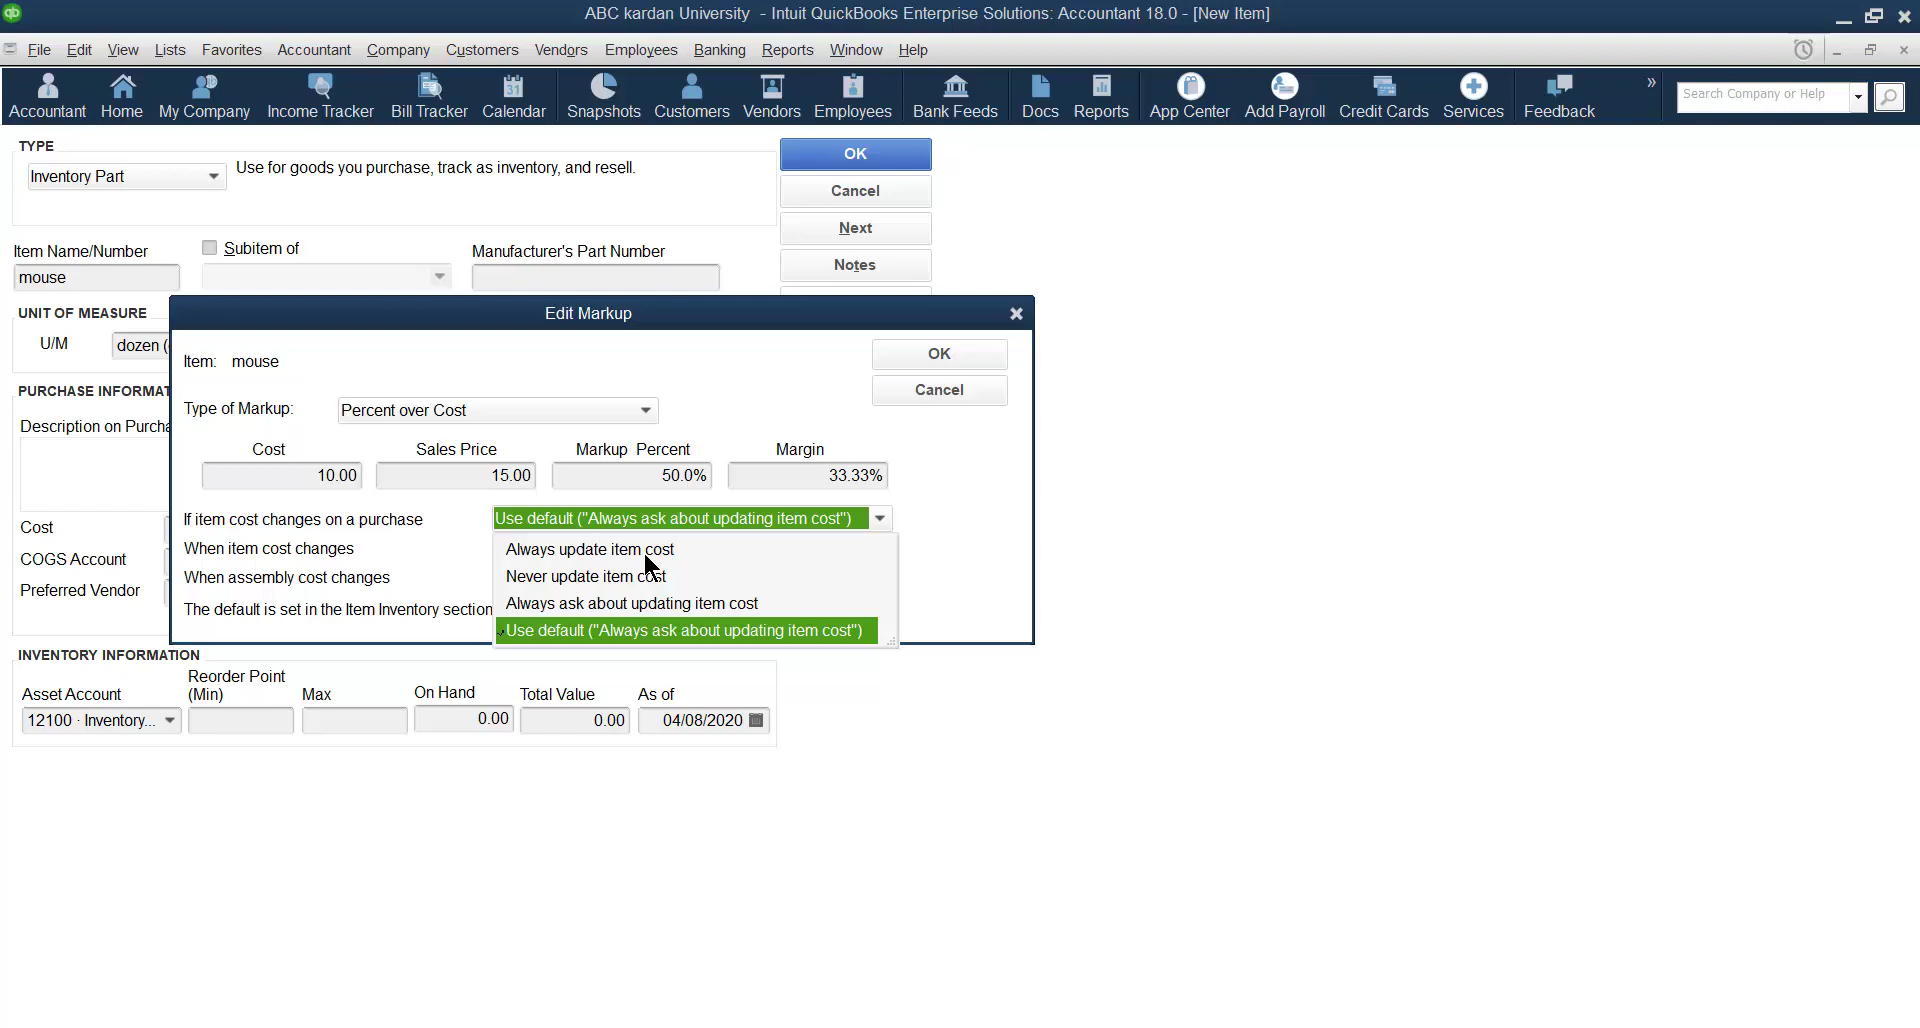 ABC kardan University - Intuit QuickBooks Enterprise Solutions: Accountant 18.0 - [New Item]
File Edit View Lists Favorites Accountant Company Customers Vendors Employees Banking Reports Window Help
Accountant Home My Company Income Tracker Bill Tracker Calendar Snapshots Customers Vendors Employees Bank Feeds Docs Reports App Center Add Payroll Credit Cards Services Feedback » Search Company or Help
TYPE
Inventory Part Use for goods you purchase, track as inventory, and resell.
OK
Cancel
Next
Notes
Item Name/Number Subitem of Manufacturer's Part Number
mouse
UNIT OF MEASURE
U/M dozen (
PURCHASE INFORMAT
Description on Purcha
Cost
COGS Account
Preferred Vendor
Edit Markup
Item: mouse
OK
Cancel
Type of Markup: Percent over Cost
Cost Sales Price Markup Percent Margin
10.00 15.00 50.0% 33.33%
If item cost changes on a purchase Use default ("Always ask about updating item cost")
When item cost changes Always update item cost
When assembly cost changes Never update item cost
Always ask about updating item cost
The default is set in the Item Inventory section
Use default ("Always ask about updating item cost")
INVENTORY INFORMATION
Asset Account Reorder Point (Min) Max On Hand Total Value As of
12100 · Inventory... 0.00 0.00 04/08/2020